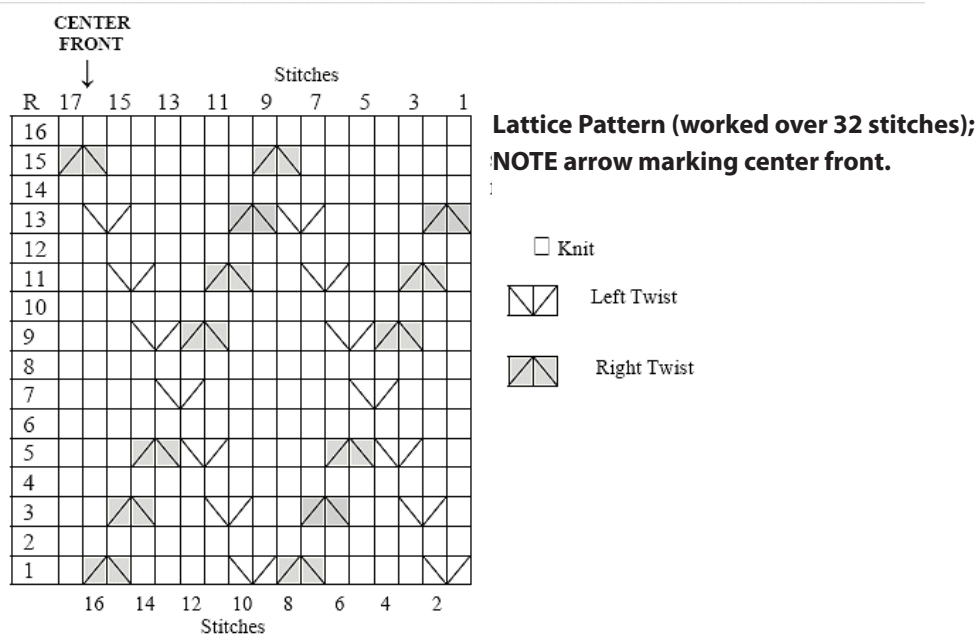 CENTER
FRONT
↓
Stitches
R 17 15 13 11 9 7 5 3 1
16
15
14
13
12
11
10
9
8
7
6
5
4
3
2
1
16 14 12 10 8 6 4 2
Stitches
Lattice Pattern (worked over 32 stitches);
NOTE arrow marking center front.
Knit
Left Twist
Right Twist